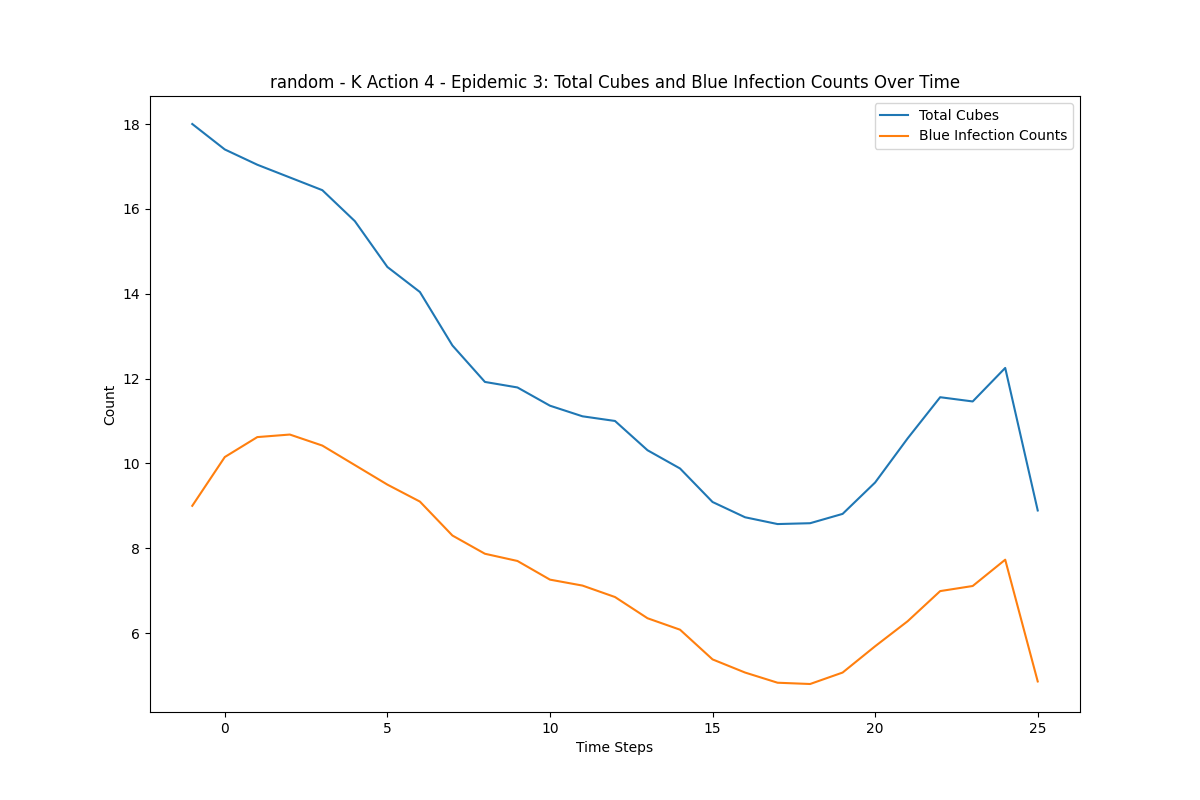 random - K Action 4 - Epidemic 3: Total Cubes and Blue Infection Counts Over Time
Total Cubes
Blue Infection Counts
Count
18
16
14
12
10
8
6
0 5 10 15 20 25
Time Steps